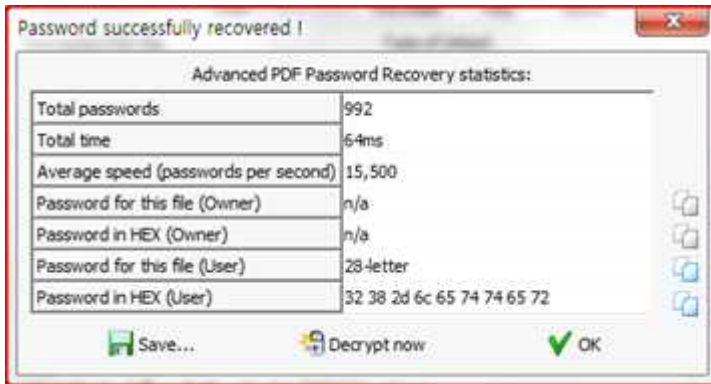 Password successfully recovered !
Advanced PDF Password Recovery statistics:
Total passwords 992
Total time 64ms
Average speed (passwords per second) 15,500
Password for this file (Owner) n/a
Password in HEX (Owner) n/a
Password for this file (User) 28-letter
Password in HEX (User) 32 38 2d 6c 65 74 74 65 72
Save... Decrypt now OK